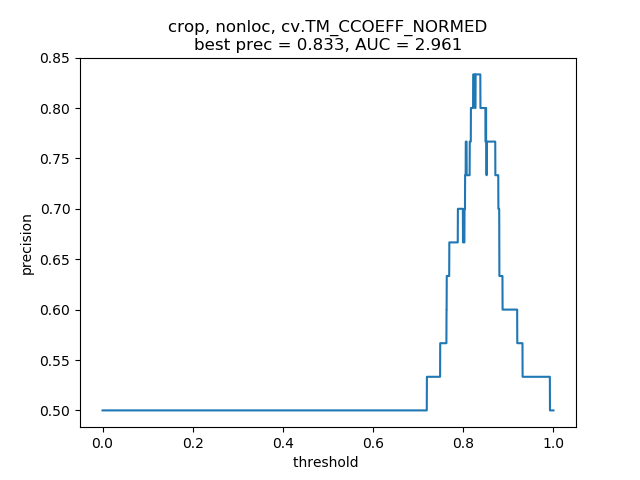 crop, nonloc, cv.TM_CCOEFF_NORMED
best prec = 0.833, AUC = 2.961
0.85
0.80
0.75
0.70
0.65
0.60
0.55
0.50
precision
0.0 0.2 0.4 0.6 0.8 1.0
threshold